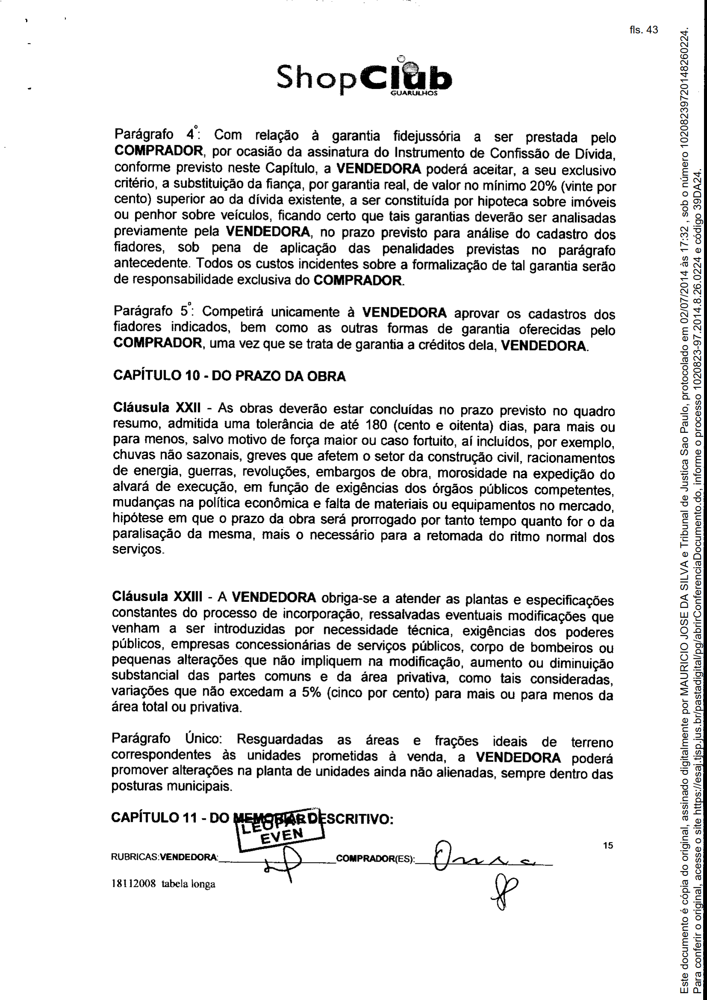 fls. 43
ShopClub
GUARULHOS
Parágrafo 4º: Com relação à garantia fidejussória a ser prestada pelo
COMPRADOR, por ocasião da assinatura do Instrumento de Confissão de Dívida,
conforme previsto neste Capítulo, a VENDEDORA poderá aceitar, a seu exclusivo
critério, a substituição da fiança, por garantia real, de valor no mínimo 20% (vinte por
cento) superior ao da dívida existente, a ser constituída por hipoteca sobre imóveis
ou penhor sobre veículos, ficando certo que tais garantias deverão ser analisadas
previamente pela VENDEDORA, no prazo previsto para análise do cadastro dos
fiadores, sob pena de aplicação das penalidades previstas no parágrafo
antecedente. Todos os custos incidentes sobre a formalização de tal garantia serão
de responsabilidade exclusiva do COMPRADOR.
Parágrafo 5º: Competirá unicamente à VENDEDORA aprovar os cadastros dos
fiadores indicados, bem como as outras formas de garantia oferecidas pelo
COMPRADOR, uma vez que se trata de garantia a créditos dela, VENDEDORA.
CAPÍTULO 10 - DO PRAZO DA OBRA
Cláusula XXII - As obras deverão estar concluídas no prazo previsto no quadro
resumo, admitida uma tolerância de até 180 (cento e oitenta) dias, para mais ou
para menos, salvo motivo de força maior ou caso fortuito, aí incluídos, por exemplo,
chuvas não sazonais, greves que afetem o setor da construção civil, racionamentos
de energia, guerras, revoluções, embargos de obra, morosidade na expedição do
alvará de execução, em função de exigências dos órgãos públicos competentes,
mudanças na política econômica e falta de materiais ou equipamentos no mercado,
hipótese em que o prazo da obra será prorrogado por tanto tempo quanto for o da
paralisação da mesma, mais o necessário para a retomada do ritmo normal dos
serviços.
Cláusula XXIII - A VENDEDORA obriga-se a atender as plantas e especificações
constantes do processo de incorporação, ressalvadas eventuais modificações que
venham a ser introduzidas por necessidade técnica, exigências dos poderes
públicos, empresas concessionárias de serviços públicos, corpo de bombeiros ou
pequenas alterações que não impliquem na modificação, aumento ou diminuição
substancial das partes comuns e da área privativa, como tais consideradas,
variações que não excedam a 5% (cinco por cento) para mais ou para menos da
área total ou privativa.
Parágrafo Único: Resguardadas as áreas e frações ideais de terreno
correspondentes às unidades prometidas à venda, a VENDEDORA poderá
promover alterações na planta de unidades ainda não alienadas, sempre dentro das
posturas municipais.
CAPÍTULO 11 - DO MEMORIAL DESCRITIVO:
EVEN
15
RUBRICAS:VENDEDORA: COMPRADOR(ES):
18112008 tabela longa
Este documento é cópia do original, assinado digitalmente por MAURICIO JOSE DA SILVA e Tribunal de Justica Sao Paulo, protocolado em 02/07/2014 às 17:32 , sob o número 10208239720148260224.
Para conferir o original, acesse o site https://esaj.tjsp.jus.br/pastadigital/pg/abrirConferenciaDocumento.do, informe o processo 1020823-97.2014.8.26.0224 e código 39DA24.